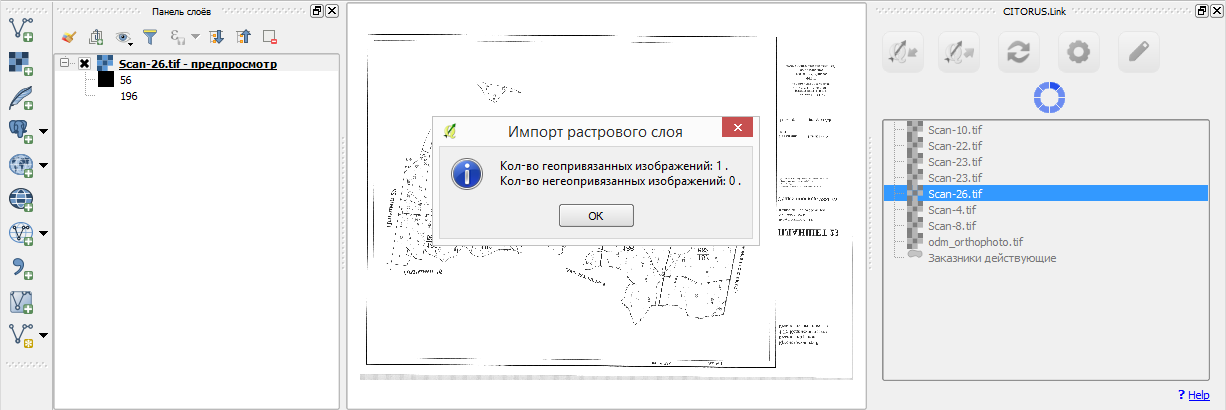 Панель слоёв
Scan-26.tif - предпросмотр
56
196
Импорт растрового слоя
Кол-во геопривязанных изображений: 1 .
Кол-во негеопривязанных изображений: 0 .
OK
ПЛАНШЕТ 23
CITORUS.Link
Scan-10.tif
Scan-22.tif
Scan-23.tif
Scan-23.tif
Scan-26.tif
Scan-4.tif
Scan-8.tif
odm_orthophoto.tif
Заказники действующие
? Help